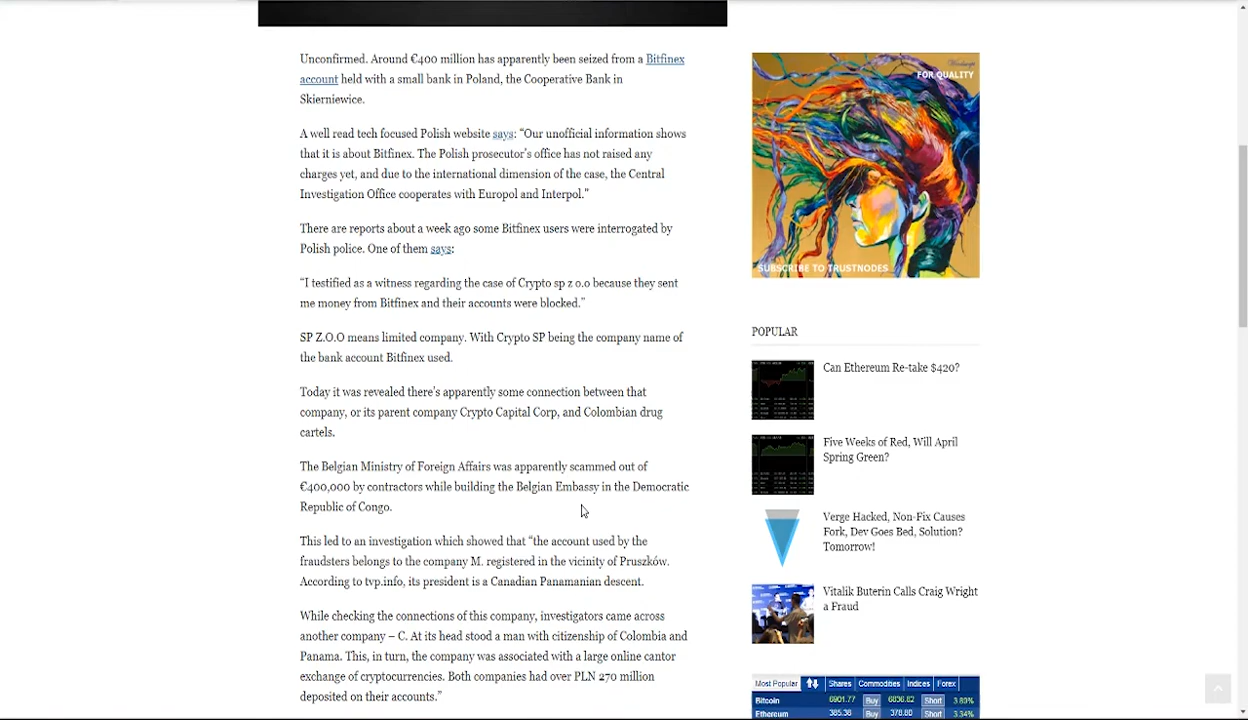 Unconfirmed. Around €400 million has apparently been seized from a Bitfinex
account held with a small bank in Poland, the Cooperative Bank in
Skierniewice.
A well read tech focused Polish website says: “Our unofficial information shows
that it is about Bitfinex. The Polish prosecutor’s office has not raised any
charges yet, and due to the international dimension of the case, the Central
Investigation Office cooperates with Europol and Interpol.”
There are reports about a week ago some Bitfinex users were interrogated by
Polish police. One of them says:
“I testified as a witness regarding the case of Crypto sp z o.o because they sent
me money from Bitfinex and their accounts were blocked.”
SP Z.O.O means limited company. With Crypto SP being the company name of
the bank account Bitfinex used.
Today it was revealed there’s apparently some connection between that
company, or its parent company Crypto Capital Corp, and Colombian drug
cartels.
The Belgian Ministry of Foreign Affairs was apparently scammed out of
€400,000 by contractors while building the Belgian Embassy in the Democratic
Republic of Congo.
This led to an investigation which showed that “the account used by the
fraudsters belongs to the company M. registered in the vicinity of Pruszków.
According to tvp.info, its president is a Canadian Panamanian descent.
While checking the connections of this company, investigators came across
another company – C. At its head stood a man with citizenship of Colombia and
Panama. This, in turn, the company was associated with a large online cantor
exchange of cryptocurrencies. Both companies had over PLN 270 million
deposited on their accounts.”
FOR QUALITY
SUBSCRIBE TO TRUSTNODES
POPULAR
Can Ethereum Re-take $420?
Five Weeks of Red, Will April
Spring Green?
Verge Hacked, Non-Fix Causes
Fork, Dev Goes Bed, Solution?
Tomorrow!
Vitalik Buterin Calls Craig Wright
a Fraud
Most Popular Shares Commodities Indices Forex
Bitcoin 6901.77 Buy 6836.82 Short 3.89%
Ethereum 385.38 Buy 378.80 Short 3.34%